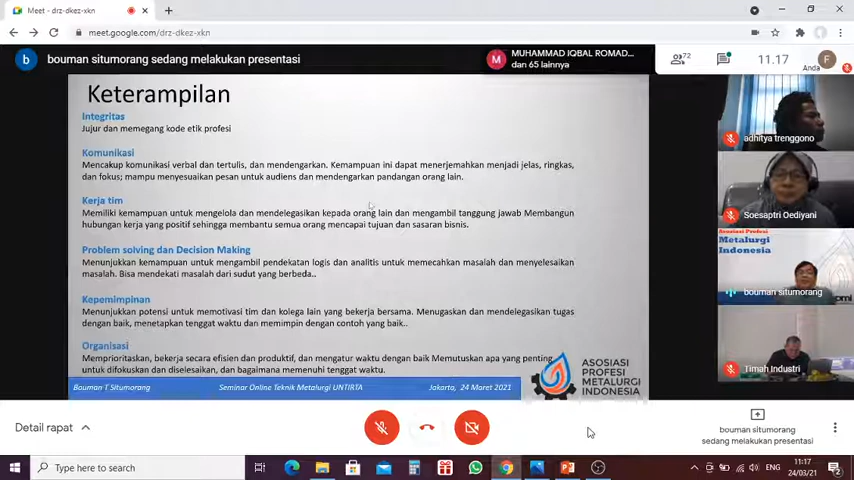 Meet - drz-dkez-xkn
meet.google.com/drz-dkez-xkn
b bouman situmorang sedang melakukan presentasi
M MUHAMMAD IQBAL ROMAD...
dan 65 lainnya
72
11.17
Anda
F
Keterampilan
Integritas
Jujur dan memegang kode etik profesi
Komunikasi
Mencakup komunikasi verbal dan tertulis, dan mendengarkan. Kemampuan ini dapat menerjemahkan menjadi jelas, ringkas,
dan fokus; mampu menyesuaikan pesan untuk audiens dan mendengarkan pandangan orang lain.
Kerja tim
Memiliki kemampuan untuk mengelola dan mendelegasikan kepada orang lain dan mengambil tanggung jawab Membangun
hubungan kerja yang positif sehingga membantu semua orang mencapai tujuan dan sasaran bisnis.
Problem solving dan Decision Making
Menunjukkan kemampuan untuk mengambil pendekatan logis dan analitis untuk memecahkan masalah dan menyelesaikan
masalah. Bisa mendekati masalah dari sudut yang berbeda..
Kepemimpinan
Menunjukkan potensi untuk memotivasi tim dan kolega lain yang bekerja bersama. Menugaskan dan mendelegasikan tugas
dengan baik, menetapkan tenggat waktu dan memimpin dengan contoh yang baik..
Organisasi
Memprioritaskan, bekerja secara efisien dan produktif, dan mengatur waktu dengan baik Memutuskan apa yang penting
untuk difokuskan dan diselesaikan, dan bagaimana memenuhi tenggat waktu.
Bauman T Situmorang
Seminar Online Teknik Metalurgi UNTIRTA
Jakarta, 24 Maret 2021
ASOSIASI
PROFESI
METALURGI
INDONESIA
adhitya trenggono
Soesaptri Oediyani
Asosiasi Profesi
Metalurgi
Indonesia
bouman situmorang
Timah Industri
Detail rapat
bouman situmorang
sedang melakukan presentasi
Type here to search
ENG
11:17
24/03/21
2